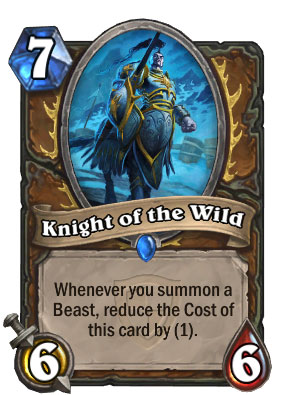 7
Knight of the Wild
Whenever you summon a
Beast, reduce the Cost of
this card by (1).
6
6